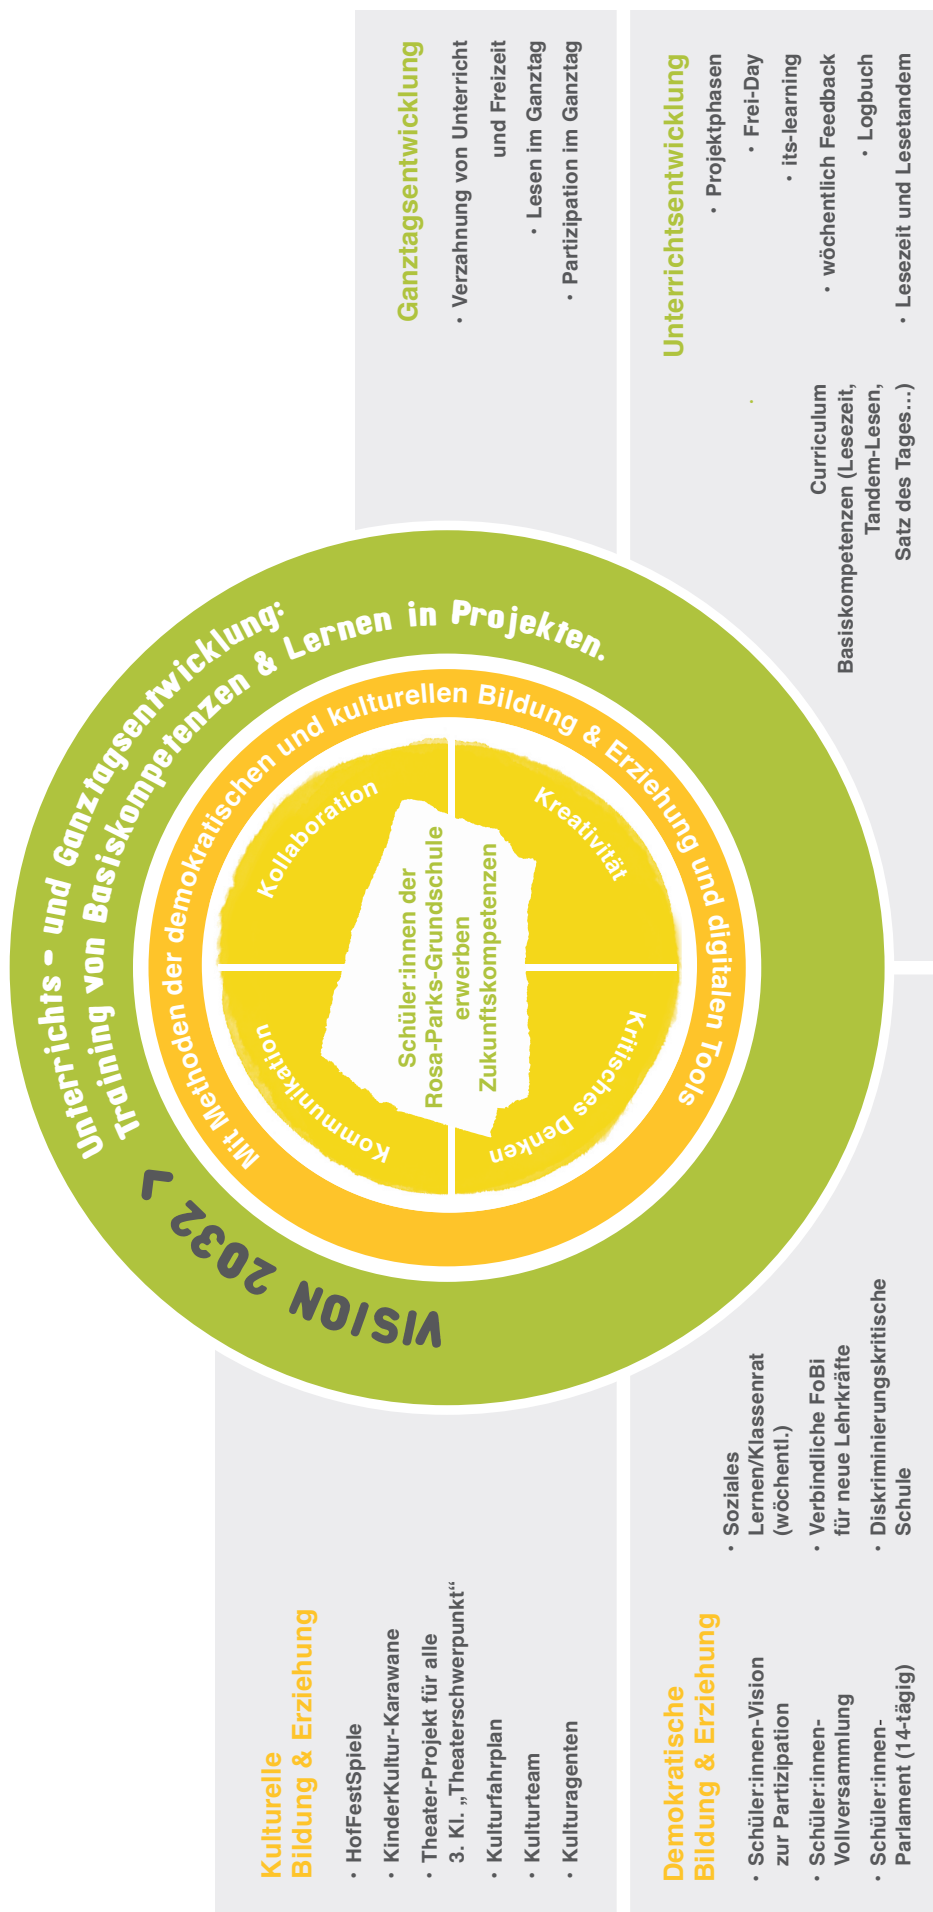 VISION 2032 >
Unterrichts- und Ganztagsentwicklung:
Training von Basiskompetenzen & Lernen in Projekten.
Mit Methoden der demokratischen und kulturellen Bildung & Erziehung und digitalen Tools
Kommunikation
Kollaboration
Kreativität
Kritisches Denken
Schüler:innen der
Rosa-Parks-Grundschule
erwerben
Zukunftskompetenzen
Kulturelle
Bildung & Erziehung
• HofFestSpiele
• KinderKultur-Karawane
• Theater-Projekt für alle
3. Kl. „Theaterschwerpunkt“
• Kulturfahrplan
• Kulturteam
• Kulturagenten
Ganztagsentwicklung
• Verzahnung von Unterricht
und Freizeit
• Lesen im Ganztag
• Partizipation im Ganztag
Demokratische
Bildung & Erziehung
• Schüler:innen-Vision
zur Partizipation
• Schüler:innen-
Vollversammlung
• Schüler:innen-
Parlament (14-tägig)
• Soziales
Lernen/Klassenrat
(wöchentl.)
• Verbindliche FoBi
für neue Lehrkräfte
• Diskriminierungskritische
Schule
Unterrichtsentwicklung
• Projektphasen
• Frei-Day
• its-learning
• wöchentlich Feedback
• Logbuch
• Lesezeit und Lesetandem
Curriculum
Basiskompetenzen (Lesezeit,
Tandem-Lesen,
Satz des Tages…)